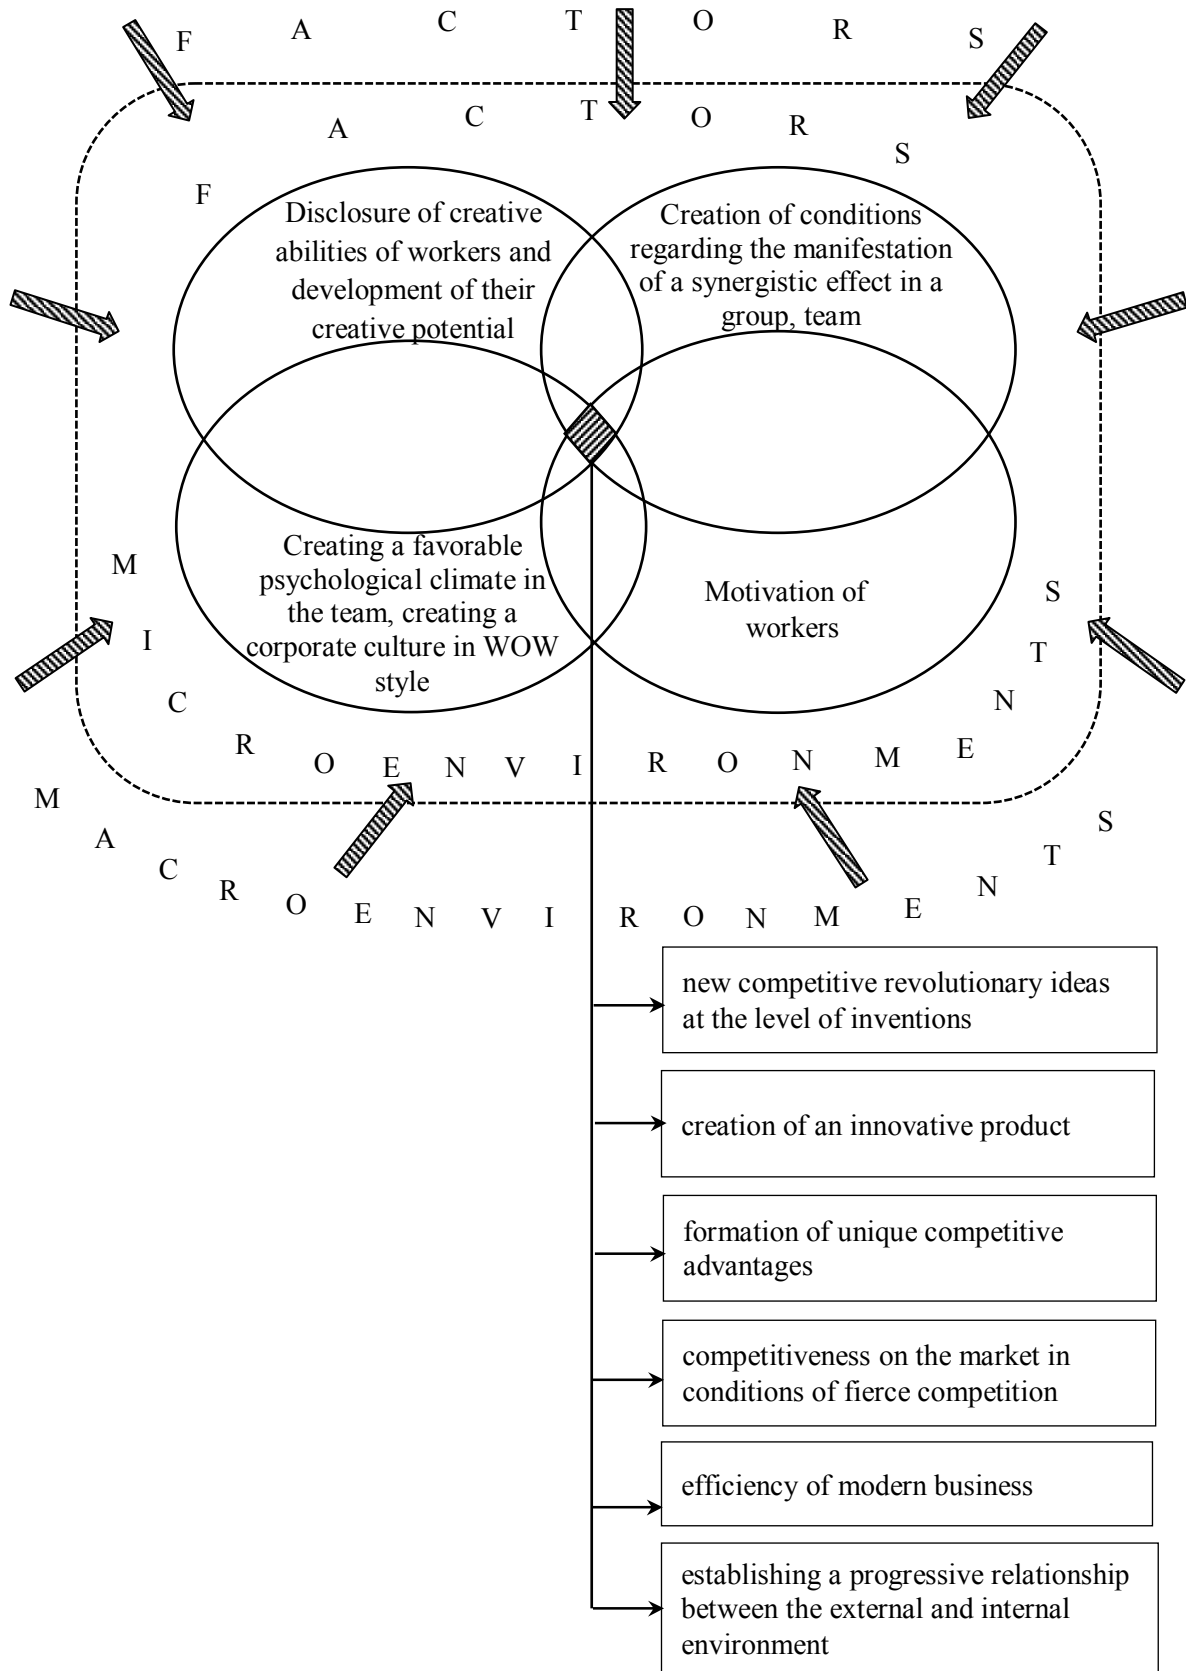 F A C T O R S
F A C T O R S
Disclosure of creative
abilities of workers and
development of their
creative potential
Creation of conditions
regarding the manifestation
of a synergistic effect in a
group, team
Creating a favorable
psychological climate in
the team, creating a
corporate culture in WOW
style
Motivation of
workers
M I C R O E N V I R O N M E N T S
M A C R O E N V I R O N M E N T S
new competitive revolutionary ideas
at the level of inventions
creation of an innovative product
formation of unique competitive
advantages
competitiveness on the market in
conditions of fierce competition
efficiency of modern business
establishing a progressive relationship
between the external and internal
environment